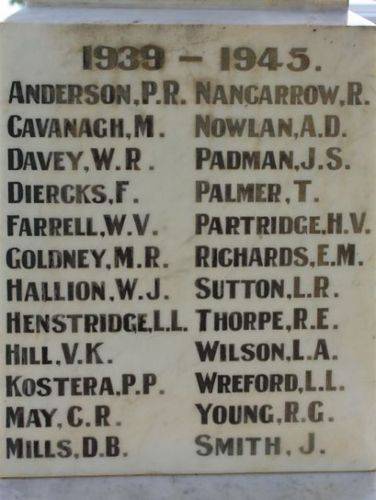 1939 - 1945.
ANDERSON,P.R.
CAVANAGH,M.
DAVEY,W.R.
DIERCKS,F.
FARRELL,W.V.
GOLDNEY,M.R.
HALLION,W.J.
HENSTRIDGE,L.L.
HILL,V.K.
KOSTERA,P.P.
MAY,C.R.
MILLS,D.B.
NANCARROW,R.
NOWLAN,A.D.
PADMAN,J.S.
PALMER,T.
PARTRIDGE,H.V.
RICHARDS,E.M.
SUTTON,L.R.
THORPE,R.E.
WILSON,L.A.
WREFORD,L.L.
YOUNG,R.G.
SMITH,J.